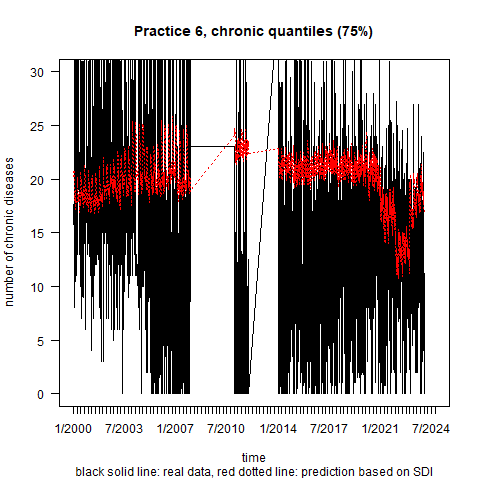 Practice 6, chronic quantiles (75%)
number of chronic diseases
30
25
20
15
10
5
0
1/2000 7/2003 1/2007 7/2010 1/2014 7/2017 1/2021 7/2024
time
black solid line: real data, red dotted line: prediction based on SDI